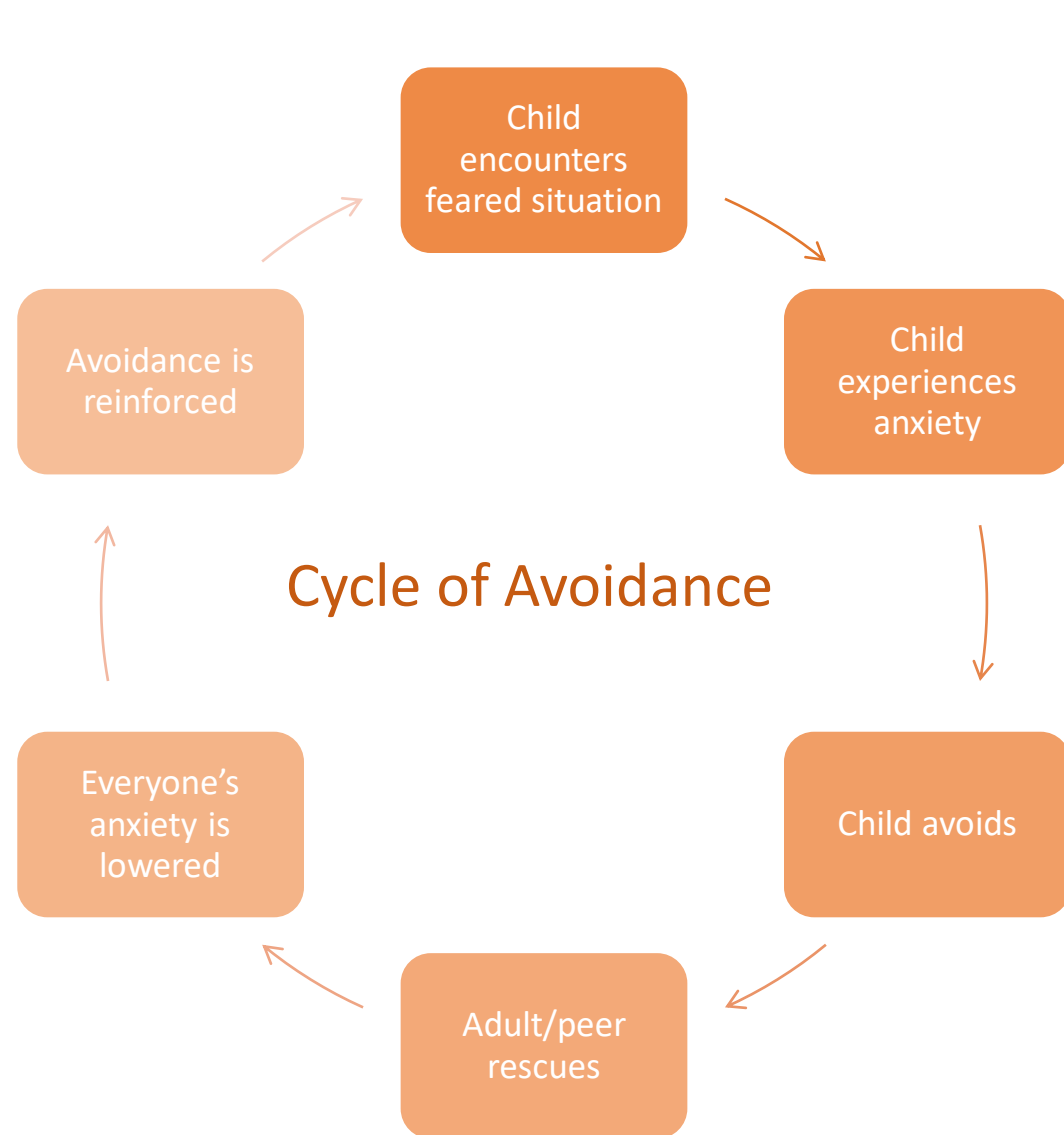 Child
encounters
feared situation
Child
experiences
anxiety
Child avoids
Adult/peer
rescues
Everyone’s
anxiety is
lowered
Avoidance is
reinforced
Cycle of Avoidance